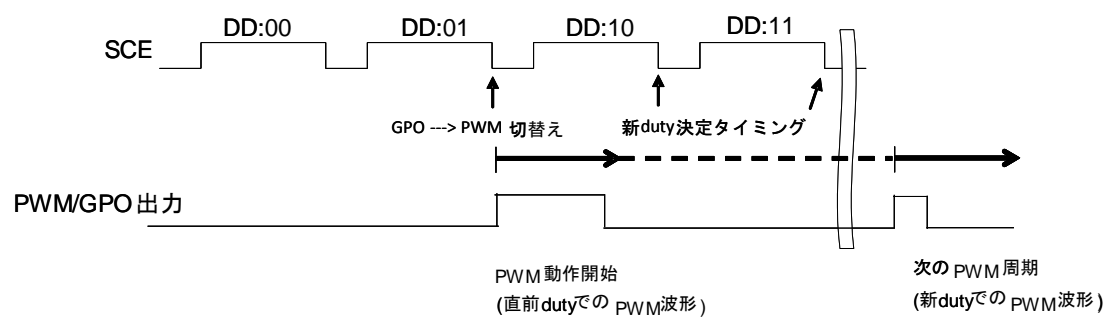 DD:00 DD:01 DD:10 DD:11
SCE
GPO ---> PWM 切替え 新duty決定タイミング
PWM/GPO出力
PWM動作開始 次のPWM周期
(直前dutyでのPWM波形) (新dutyでのPWM波形)